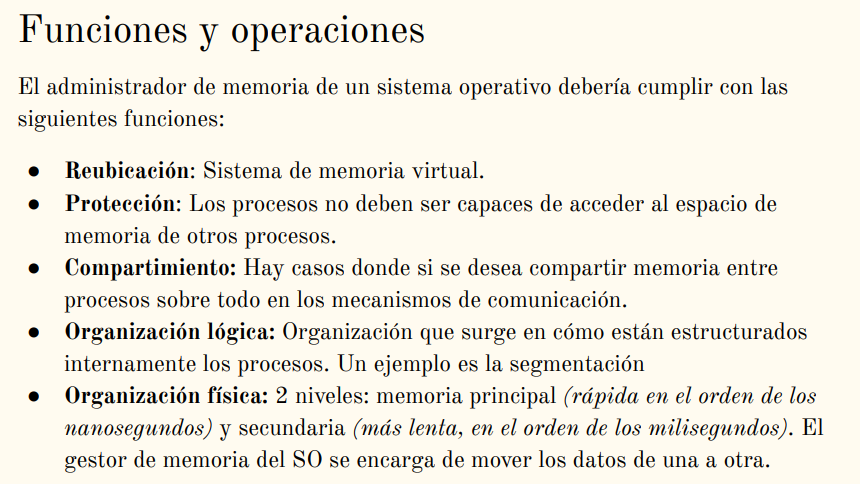 Funciones y operaciones
El administrador de memoria de un sistema operativo debería cumplir con las
siguientes funciones:
● Reubicación: Sistema de memoria virtual.
● Protección: Los procesos no deben ser capaces de acceder al espacio de
memoria de otros procesos.
● Compartimiento: Hay casos donde si se desea compartir memoria entre
procesos sobre todo en los mecanismos de comunicación.
● Organización lógica: Organización que surge en cómo están estructurados
internamente los procesos. Un ejemplo es la segmentación
● Organización física: 2 niveles: memoria principal (rápida en el orden de los
nanosegundos) y secundaria (más lenta, en el orden de los milisegundos). El
gestor de memoria del SO se encarga de mover los datos de una a otra.